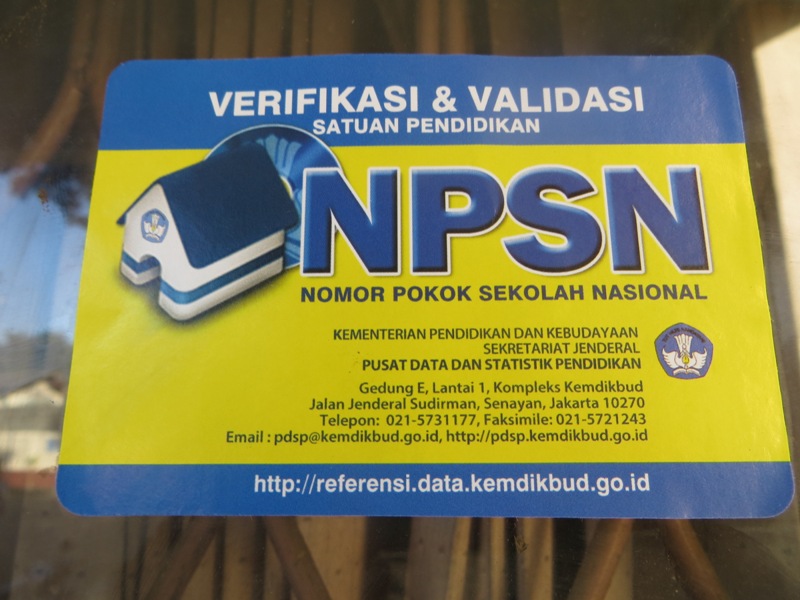 VERIFIKASI & VALIDASI
SATUAN PENDIDIKAN
NPSN
NOMOR POKOK SEKOLAH NASIONAL
KEMENTERIAN PENDIDIKAN DAN KEBUDAYAAN
SEKRETARIAT JENDERAL
PUSAT DATA DAN STATISTIK PENDIDIKAN
Gedung E, Lantai 1, Kompleks Kemdikbud
Jalan Jenderal Sudirman, Senayan, Jakarta 10270
Telepon: 021-5731177, Faksimile: 021-5721243
Email : pdsp@kemdikbud.go.id, http://pdsp.kemdikbud.go.id
http://referensi.data.kemdikbud.go.id